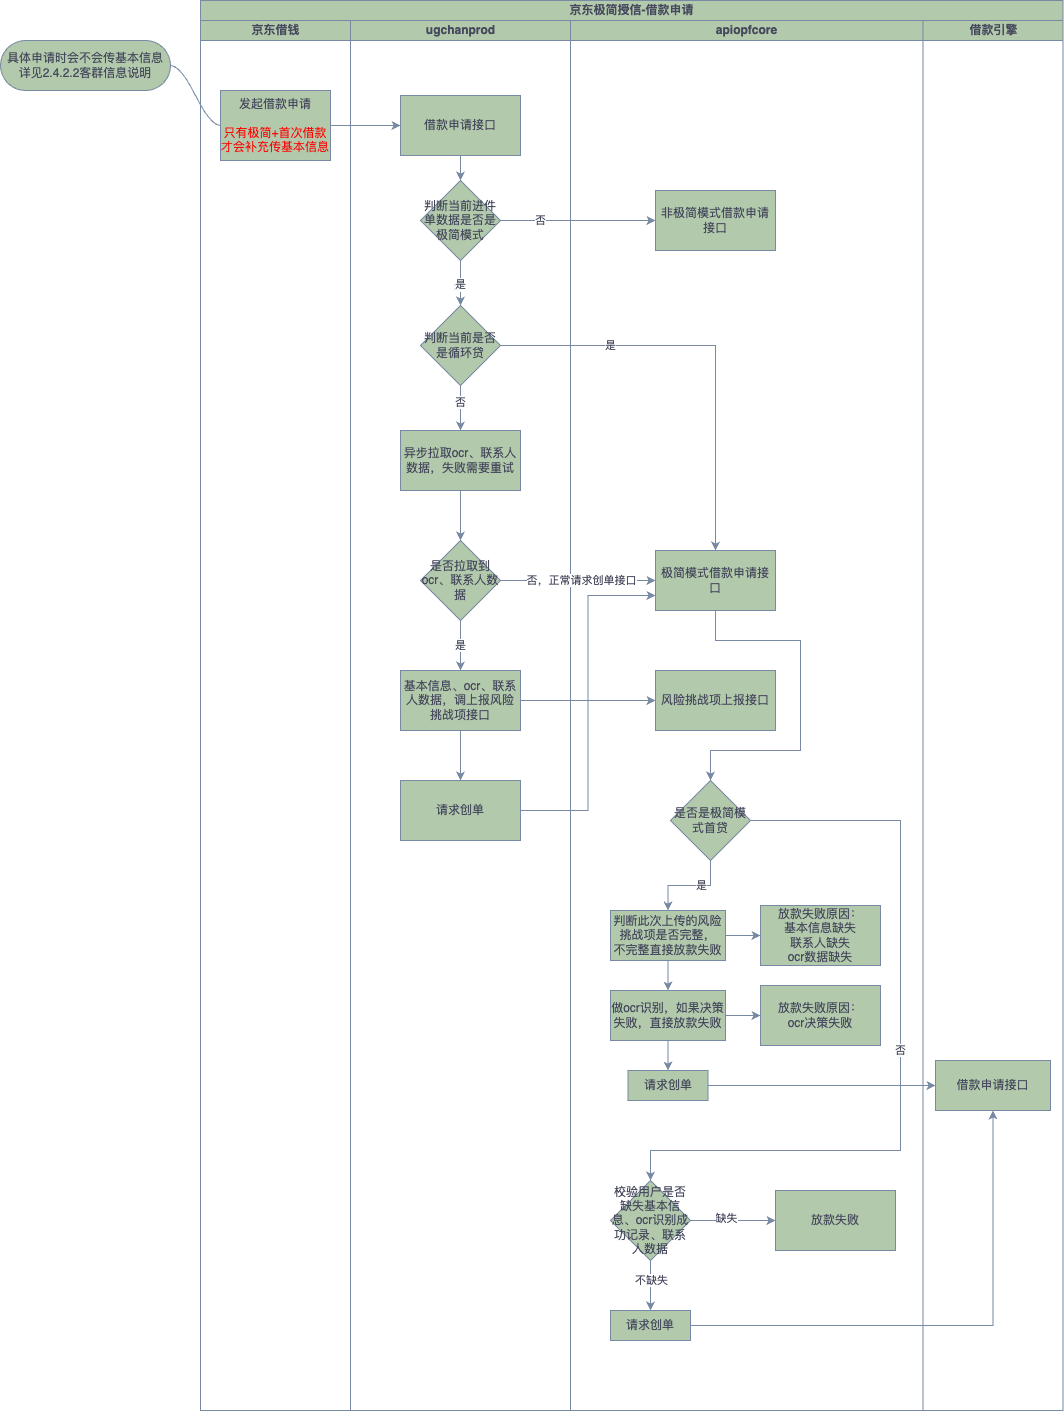 京东极简授信-借款申请
京东借钱
ugchanprod
apiopfcore
借款引擎
具体申请时会不会传基本信息
详见2.4.2.2客群信息说明
发起借款申请
只有极简+首次借款
才会补充传基本信息
借款申请接口
判断当前进件
单数据是否是
极简模式
否
非极简模式借款申请
接口
是
判断当前是否
是循环贷
是
否
异步拉取ocr、联系人
数据，失败需要重试
是否拉取到
ocr、联系人数
据
否，正常请求创单接口
极简模式借款申请接
口
是
基本信息、ocr、联系
人数据，调上报风险
挑战项接口
风险挑战项上报接口
请求创单
是否是极简模
式首贷
是
判断此次上传的风险
挑战项是否完整，
不完整直接放款失败
放款失败原因：
基本信息缺失
联系人缺失
ocr数据缺失
做ocr识别，如果决策
失败，直接放款失败
放款失败原因：
ocr决策失败
否
请求创单
借款申请接口
校验用户是否
缺失基本信
息、ocr识别成
功记录、联系
人数据
缺失
放款失败
不缺失
请求创单